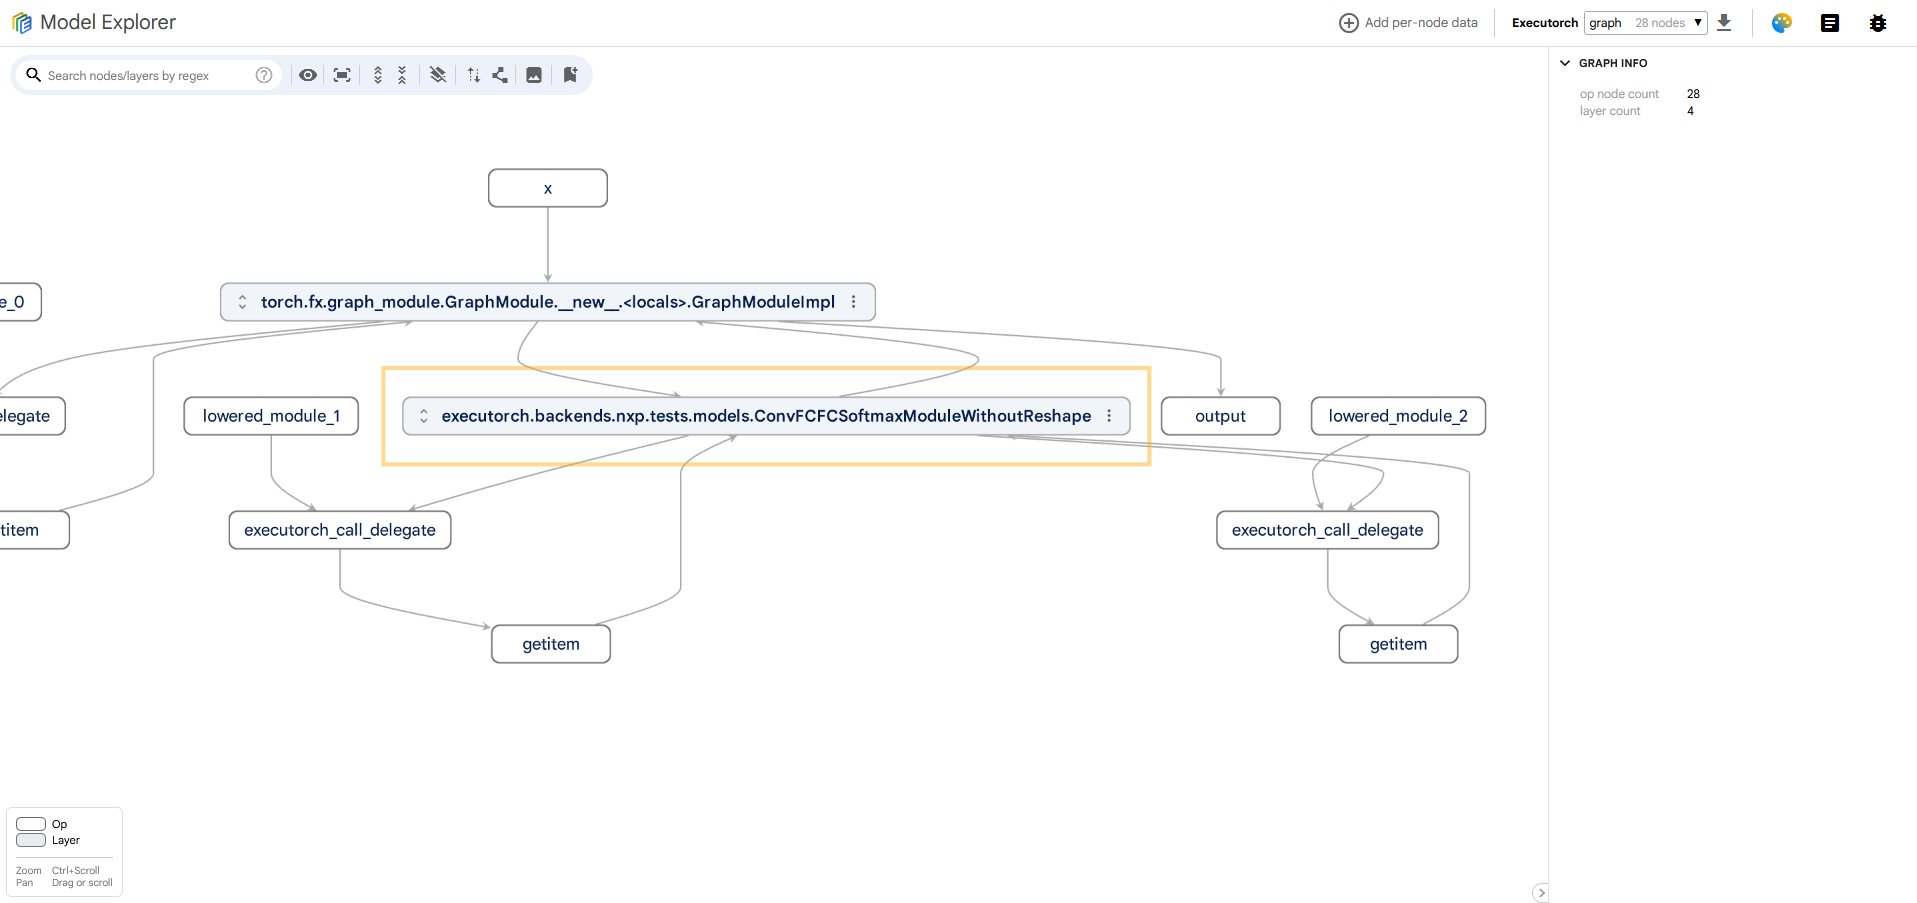 Model Explorer
Add per-node data
Executorch
graph 28 nodes
Search nodes/layers by regex
GRAPH INFO
op node count 28
layer count 4
x
e_0
torch.fx.graph_module.GraphModule.__new__.<locals>.GraphModuleImpl
elegate
lowered_module_1
executorch.backends.nxp.tests.models.ConvFCFCSoftmaxModuleWithoutReshape
output
lowered_module_2
titem
executorch_call_delegate
executorch_call_delegate
getitem
getitem
Op
Layer
Zoom Ctrl+Scroll
Pan Drag or scroll